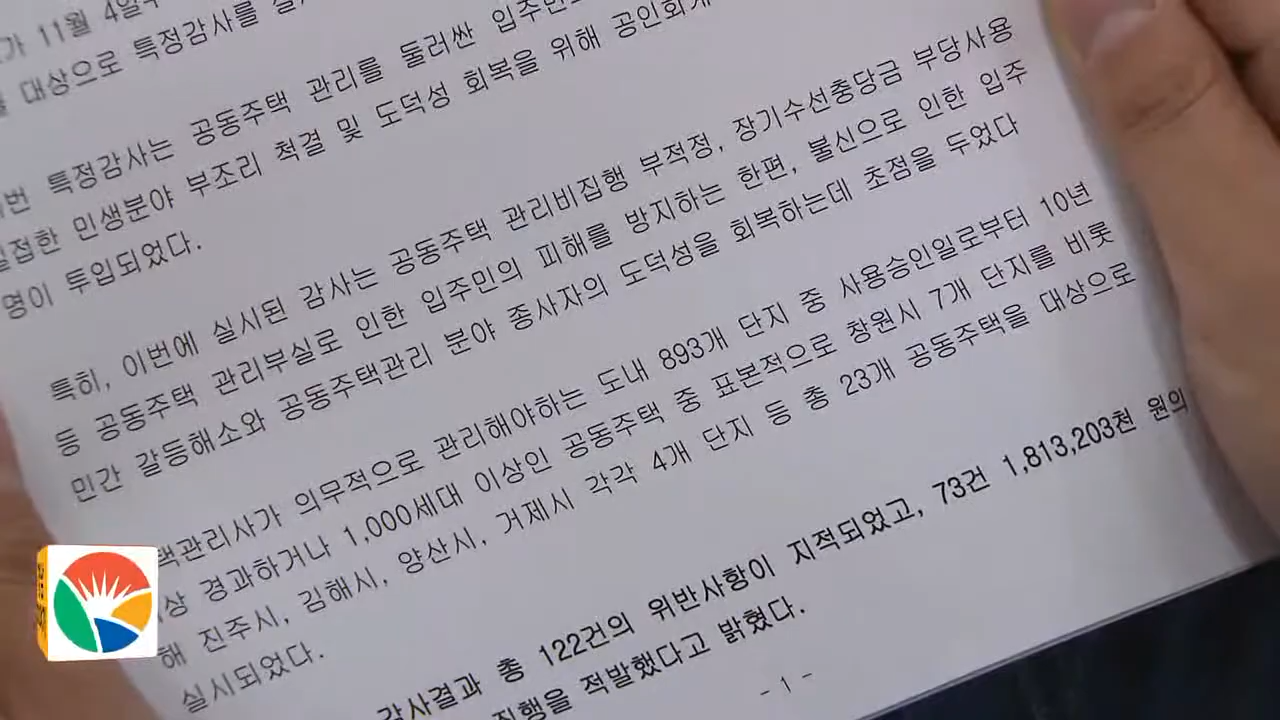 11월 4일
대상으로 특정감사를
특정감사는 공동주택 관리를 둘러싼 입주민
민생분야 부조리 척결 및 도덕성 회복을 위해 공인회계
명이 투입되었다.
특히, 이번에 실시된 감사는 공동주택 관리비집행 부적정, 장기수선충당금 부당사용
등 공동주택 관리부실로 인한 입주민의 피해를 방지하는 한편, 불신으로 인한 입주
민간 갈등해소와 공동주택관리 분야 종사자의 도덕성을 회복하는데 초점을 두었다
택관리사가 의무적으로 관리해야하는 도내 893개 단지 중 사용승인일로부터 10년
상 경과하거나 1,000세대 이상인 공동주택 중 표본적으로 창원시 7개 단지를 비롯
해 진주시, 김해시, 양산시, 거제시 각각 4개 단지 등 총 23개 공동주택을 대상으로
실시되었다.
감사결과 총 122건의 위반사항이 지적되었고, 73건 1,813,203천 원의
집행을 적발했다고 밝혔다.
- 1 -